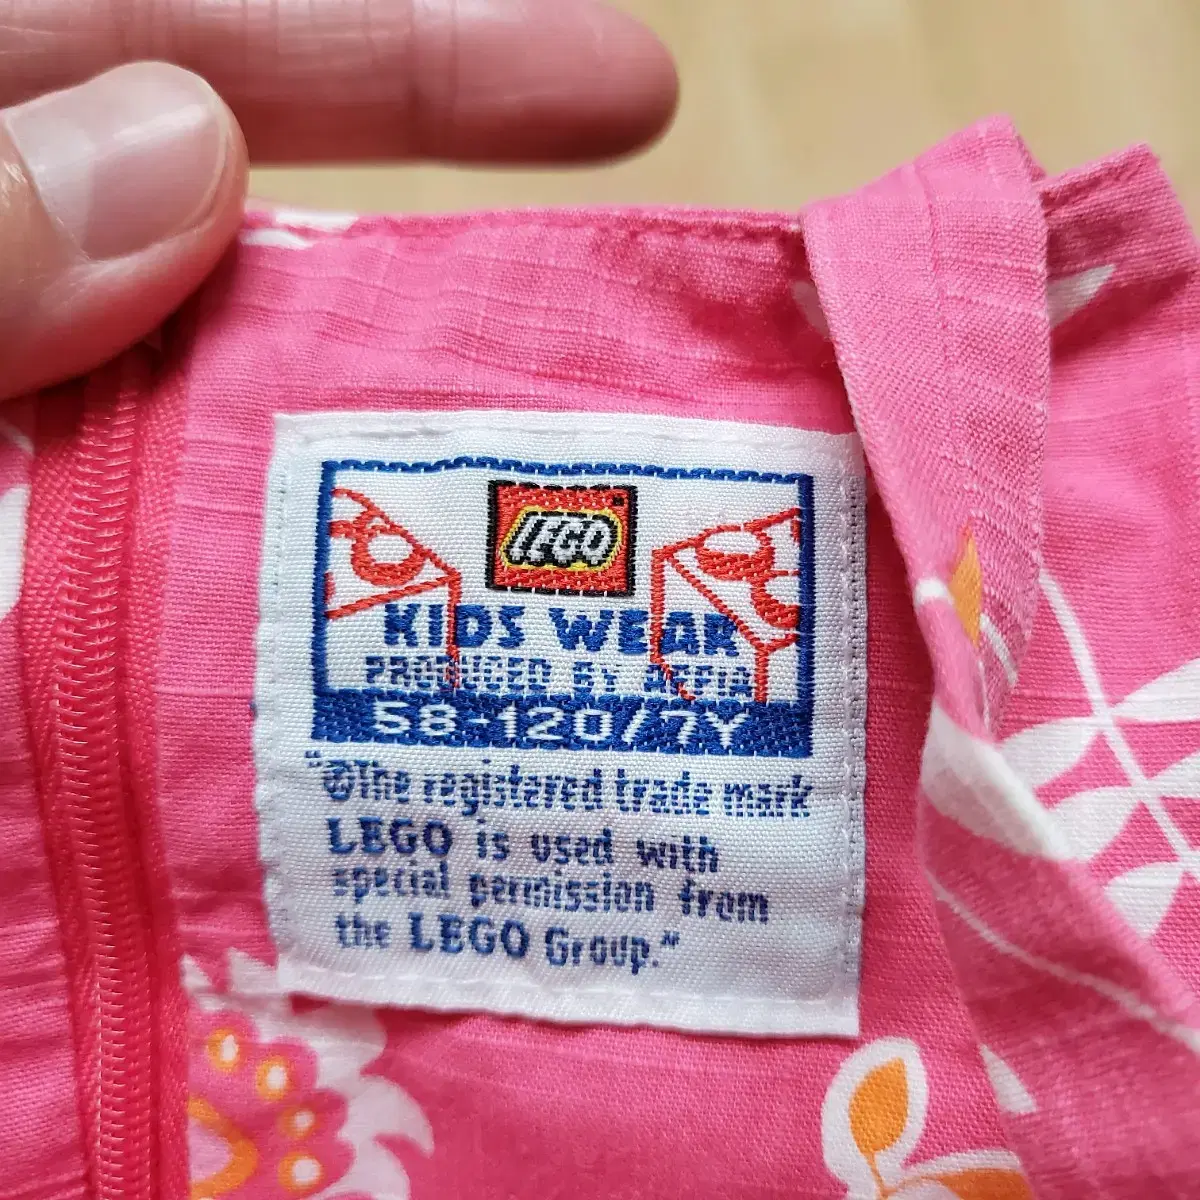 LEGO
KIDS WEAR
PRODUCED BY
58-120/7Y
"©The registered trade mark
LEGO is used with
special permission from
the LEGO Group."